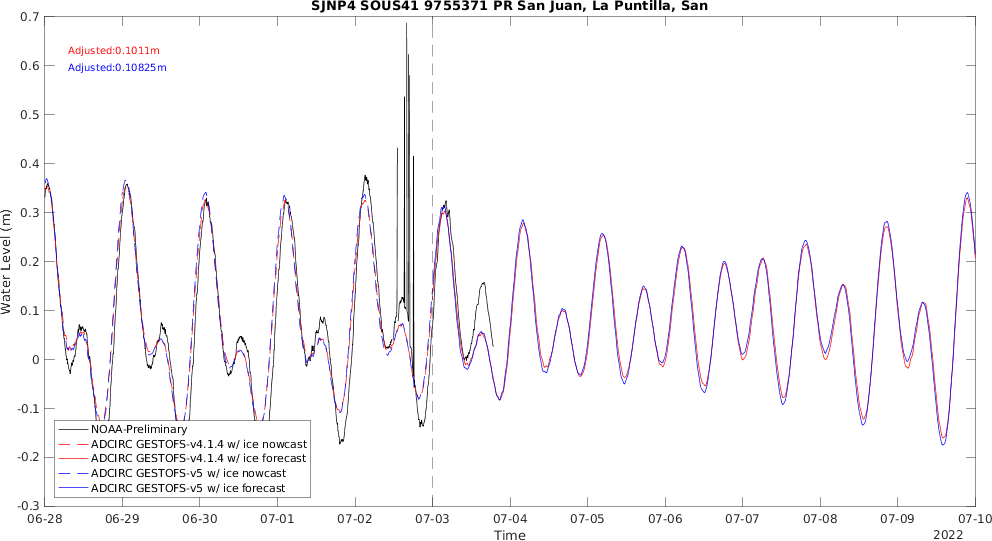 SJNP4 SOUS41 9755371 PR San Juan, La Puntilla, San
Adjusted:0.1011m
Adjusted:0.10825m
0.7
0.6
0.5
0.4
0.3
0.2
0.1
0
-0.1
-0.2
-0.3
Water Level (m)
NOAA-Preliminary
ADCIRC GESTOFS-v4.1.4 w/ ice nowcast
ADCIRC GESTOFS-v4.1.4 w/ ice forecast
ADCIRC GESTOFS-v5 w/ ice nowcast
ADCIRC GESTOFS-v5 w/ ice forecast
06-28 06-29 06-30 07-01 07-02 07-03 07-04 07-05 07-06 07-07 07-08 07-09 07-10
Time
2022